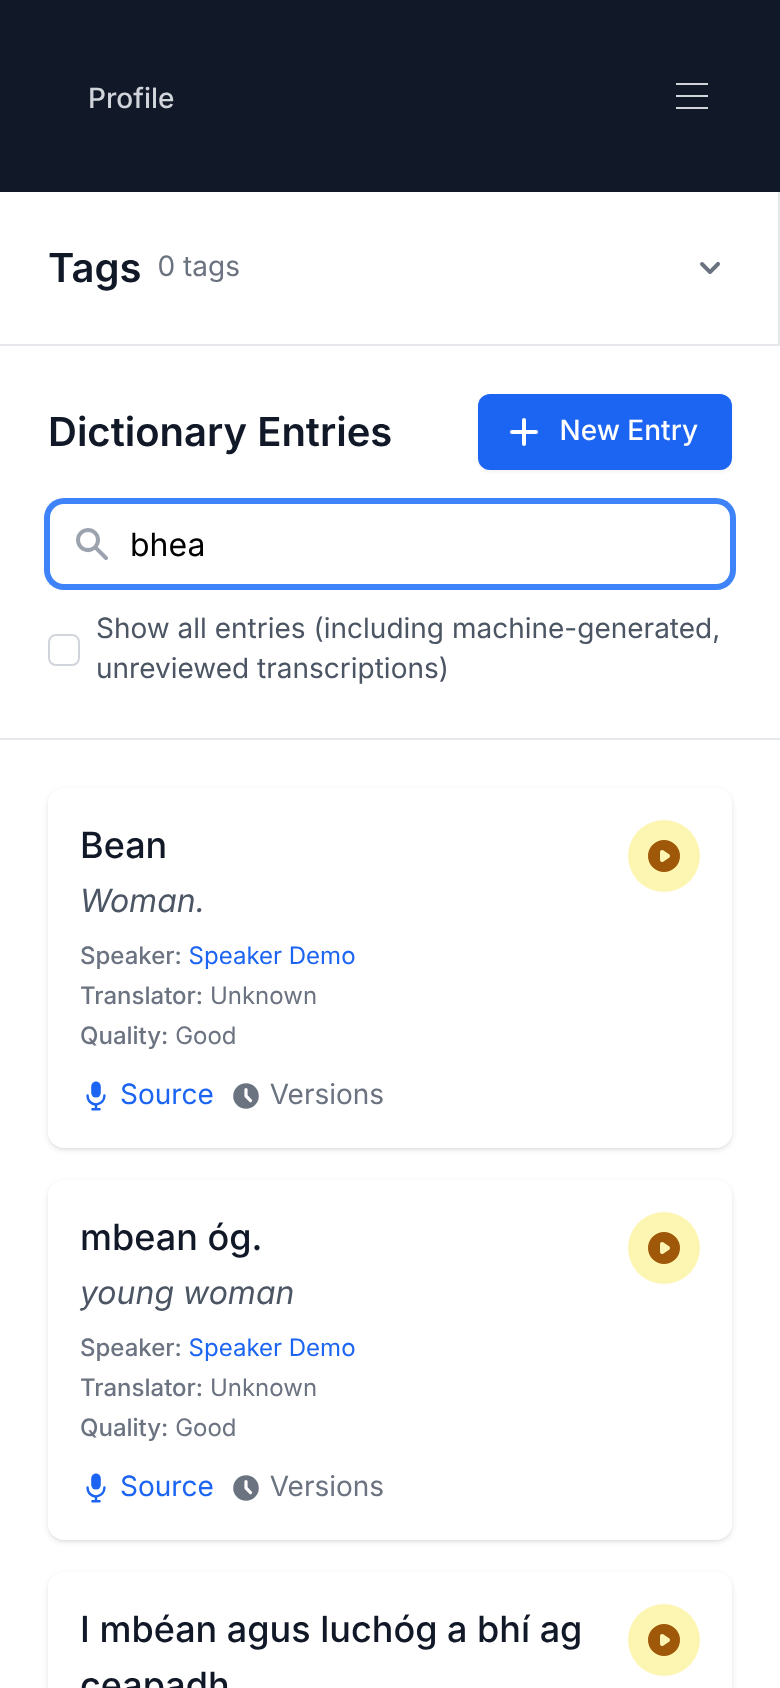 Profile
Tags 0 tags
Dictionary Entries
New Entry
bhea
Show all entries (including machine-generated,
unreviewed transcriptions)
Bean
Woman.
Speaker: Speaker Demo
Translator: Unknown
Quality: Good
Source Versions
mbean óg.
young woman
Speaker: Speaker Demo
Translator: Unknown
Quality: Good
Source Versions
I mbéan agus luchóg a bhí ag
ceapadh